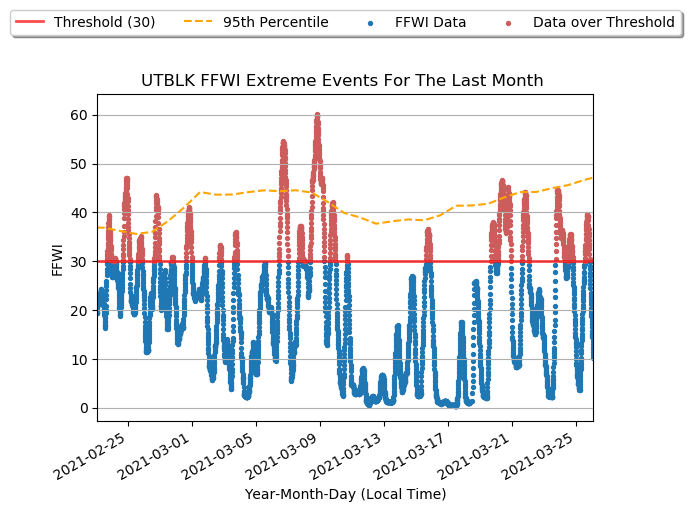 Threshold (30) 95th Percentile FFWI Data Data over Threshold
UTBLK FFWI Extreme Events For The Last Month
60
50
40
30
20
10
0
FFWI
2021-02-25 2021-03-01 2021-03-05 2021-03-09 2021-03-13 2021-03-17 2021-03-21 2021-03-25
Year-Month-Day (Local Time)